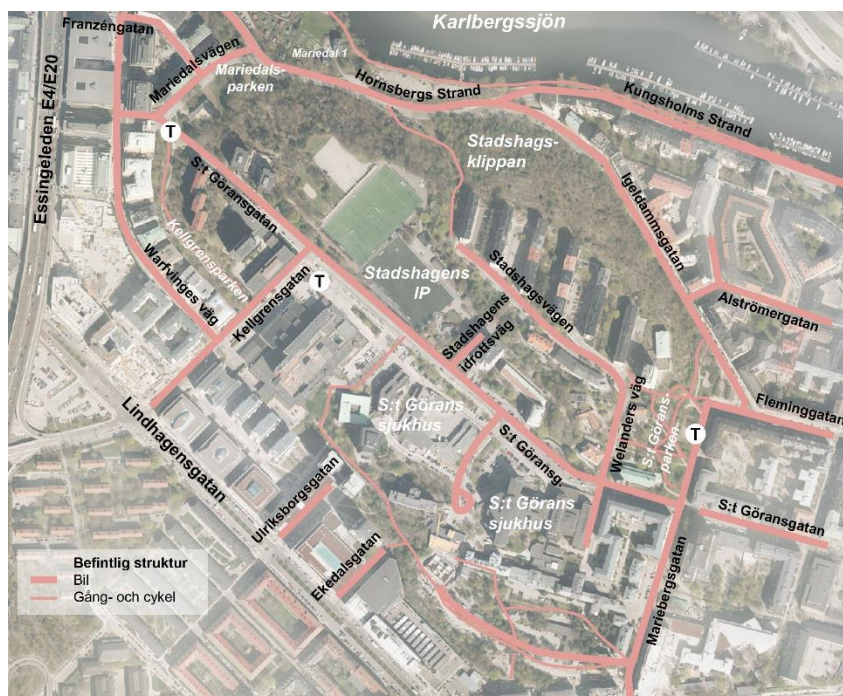 Karlbergssjön
Franzéngatan
Mariedalsvägen
Mariedals-
parken
Mariedal 1
Hornsbergs Strand
Kungsholms Strand
Essingeleden E4/E20
T
S:t Göransgatan
Stadshags-
klippan
Igeldammsgatan
Kellgrensparken
Warfvinges väg
Kellgrensgatan
T
Stadshagens
IP
Stadshagens
idrottsväg
Stadshagsvägen
Alströmergatan
Lindhagensgatan
S:t Görans
sjukhus
Welanders väg
S:t Görans-
parken
T
Fleminggatan
S:t Göransg.
S:t Görans
sjukhus
S:t Göransgatan
Ulriksborgsgatan
Ekedalsgatan
Mariebergsgatan
Befintlig struktur
Bil
Gång- och cykel